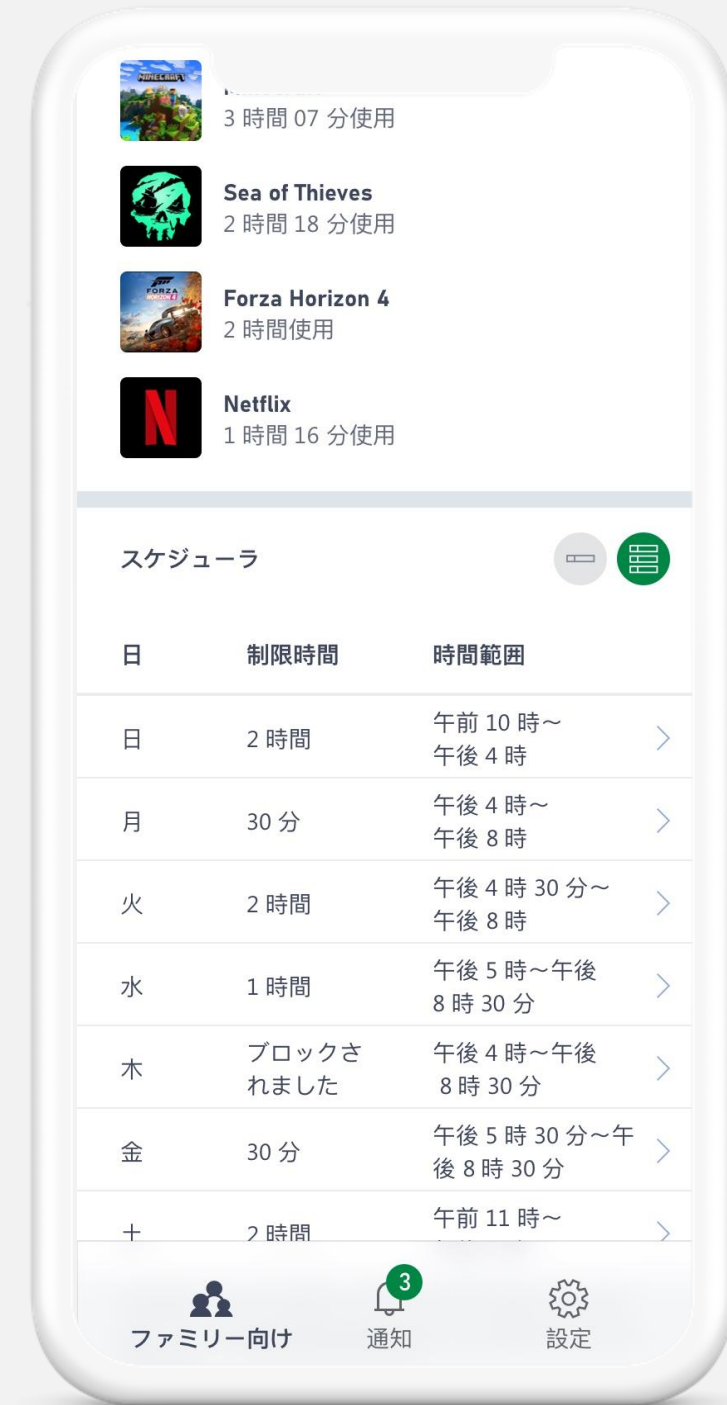 MINECRAFT
3 時間 07 分使用
Sea of Thieves
2 時間 18 分使用
FORZA
HORIZON 4
Forza Horizon 4
2 時間使用
N
Netflix
1 時間 16 分使用
スケジューラ
日 制限時間 時間範囲
日 2 時間 午前 10 時～
午後 4 時
月 30 分 午後 4 時～
午後 8 時
火 2 時間 午後 4 時 30 分～
午後 8 時
水 1 時間 午後 5 時～午後
8 時 30 分
木 ブロックさ
れました
午後 4 時～午後
8 時 30 分
金 30 分 午後 5 時 30 分～午
後 8 時 30 分
土 2 時間 午前 11 時～
3
ファミリー向け 通知 設定